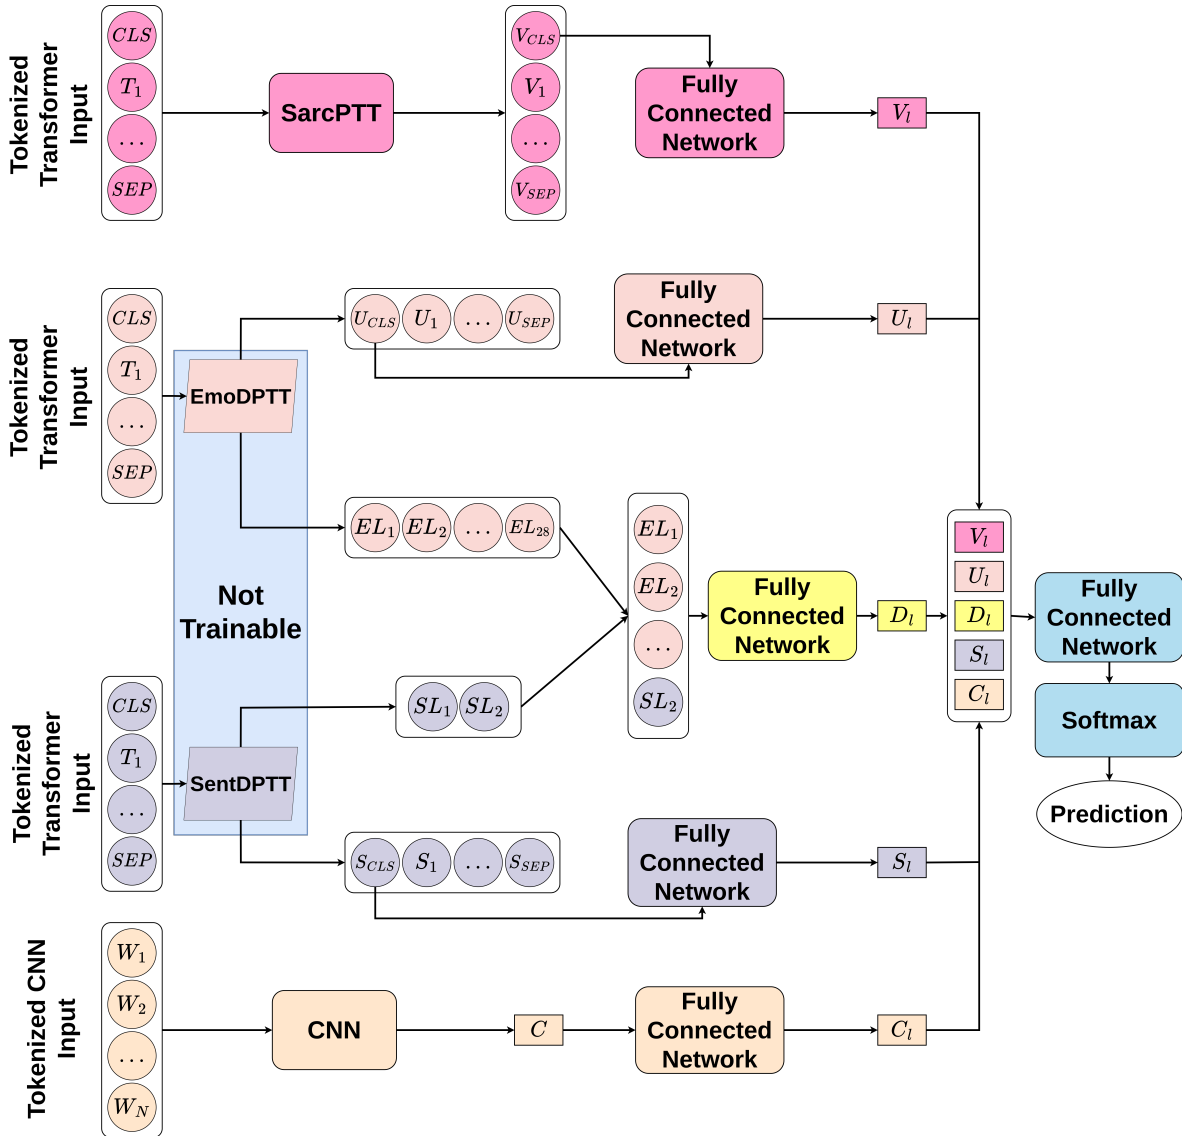 Tokenized
Transformer
Input
CLS
T1
...
SEP
SarcPTT
VCLS
V1
...
VSEP
Fully
Connected
Network
Vl
Tokenized
Transformer
Input
CLS
T1
...
SEP
EmoDPTT
UCLS U1 ... USEP
Fully
Connected
Network
Ul
EL1 EL2 ... EL28
Not
Trainable
EL1
EL2
...
SL2
Fully
Connected
Network
Dl
Vl
Ul
Dl
Sl
Cl
Fully
Connected
Network
Softmax
Prediction
Tokenized
Transformer
Input
CLS
T1
...
SEP
SL1 SL2
SentDPTT
SCLS S1 ... SSEP
Fully
Connected
Network
Sl
Tokenized CNN
Input
W1
W2
...
WN
CNN
C
Fully
Connected
Network
Cl